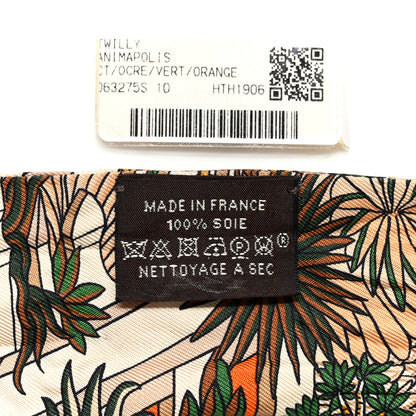 TWILLY
ANIMAPOLIS
CT/OCRE/VERT/ORANGE
063275S 10 HTH1906
MADE IN FRANCE
100% SOIE
NETTOYAGE A SEC